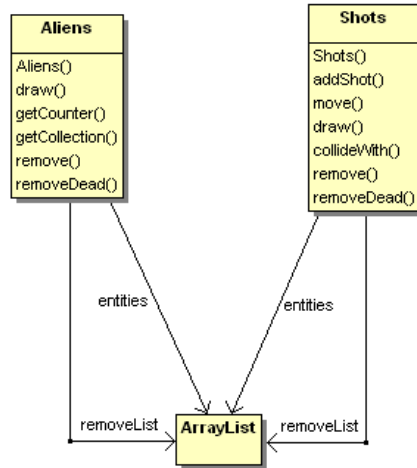 Aliens
Aliens()
draw()
getCounter()
getCollection()
remove()
removeDead()
Shots
Shots()
addShot()
move()
draw()
collideWith()
remove()
removeDead()
entities
entities
removeList
ArrayList
removeList